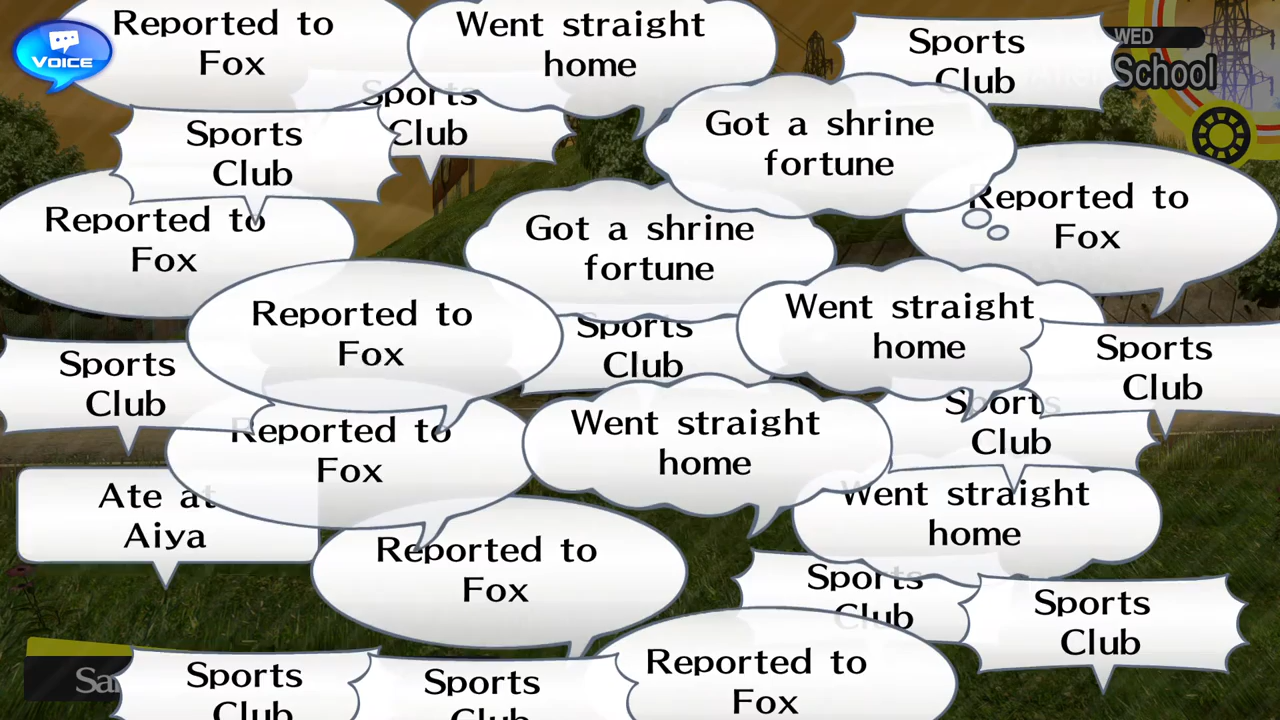 Reported to
Fox
Went straight
home
Sports
Club
WED
School
VOICE
Sports
Club
Sports
Club
Got a shrine
fortune
Reported to
Fox
Reported to
Fox
Got a shrine
fortune
Reported to
Fox
Sports
Club
Went straight
home
Sports
Club
Sports
Club
Reported to
Fox
Went straight
home
Sports
Club
Ate at
Aiya
Went straight
home
Reported to
Fox
Sports
Club
Sports
Club
Reported to
Fox
Sports
Club
Sports
Club